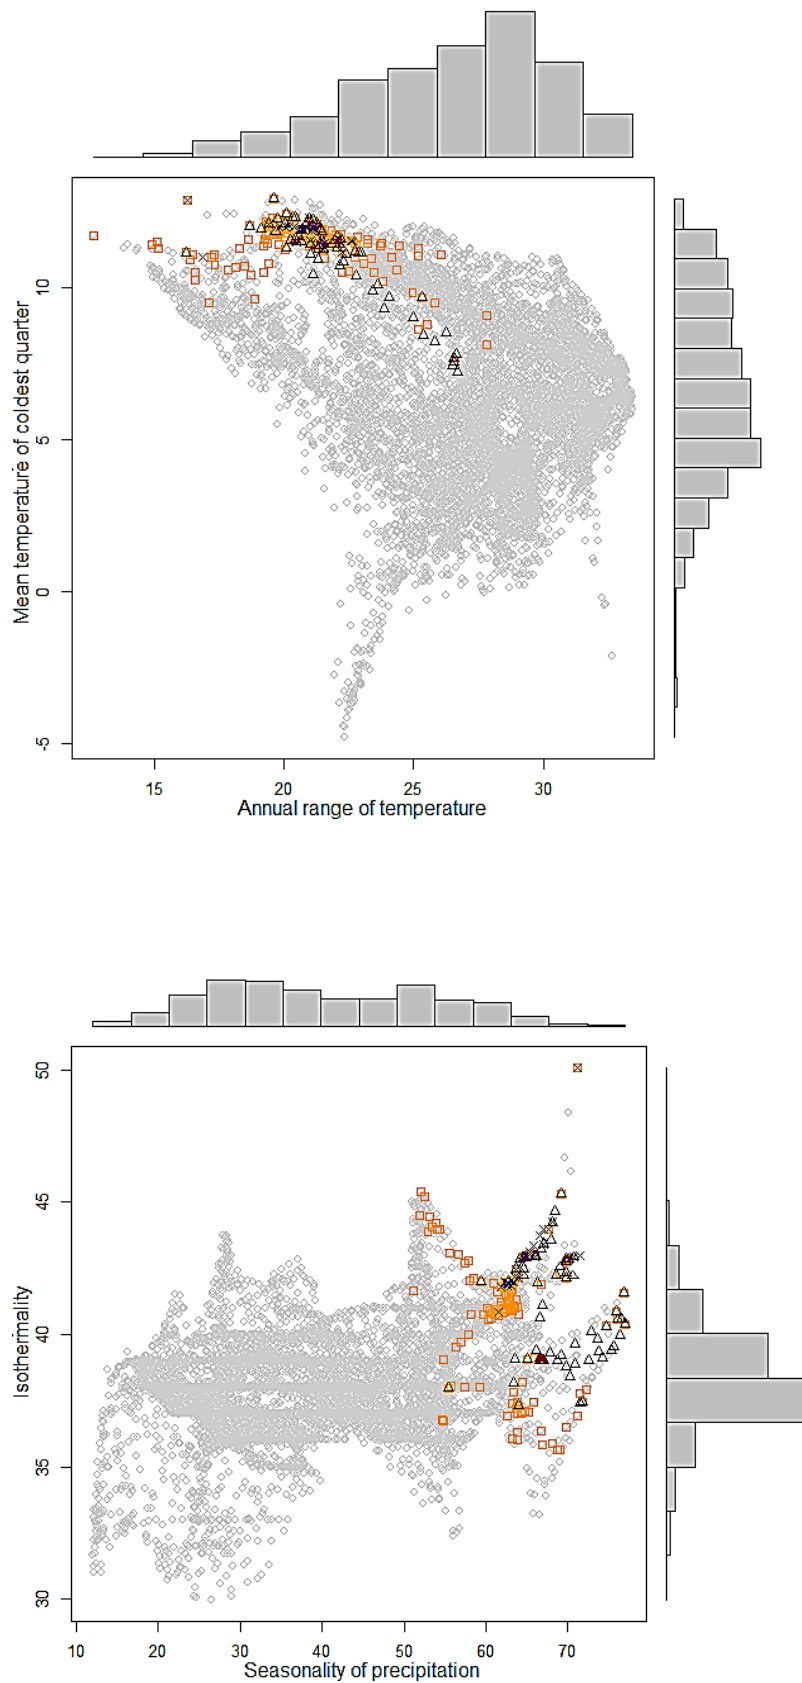 10
5
0
-5
Mean temperature of coldest quarter
15 20 25 30
Annual range of temperature
50
45
40
35
30
Isothermality
10 20 30 40 50 60 70
Seasonality of precipitation